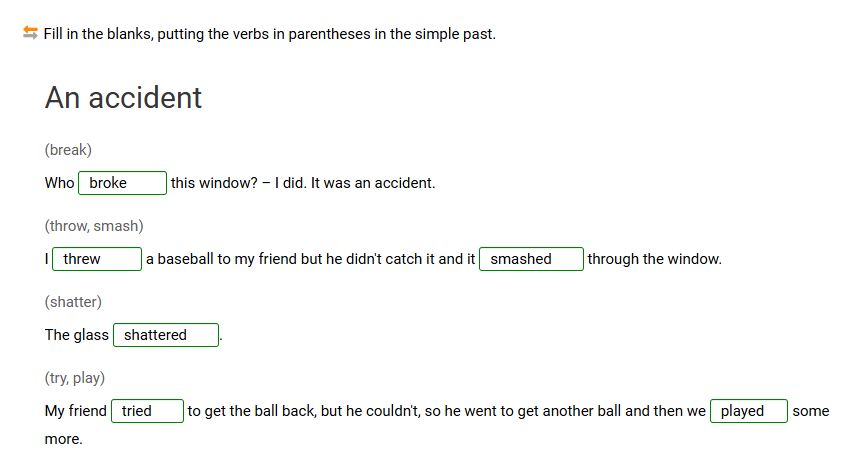 Fill in the blanks, putting the verbs in parentheses in the simple past.
An accident
(break)
Who broke this window? – I did. It was an accident.
(throw, smash)
I threw a baseball to my friend but he didn't catch it and it smashed through the window.
(shatter)
The glass shattered.
(try, play)
My friend tried to get the ball back, but he couldn't, so he went to get another ball and then we played some
more.